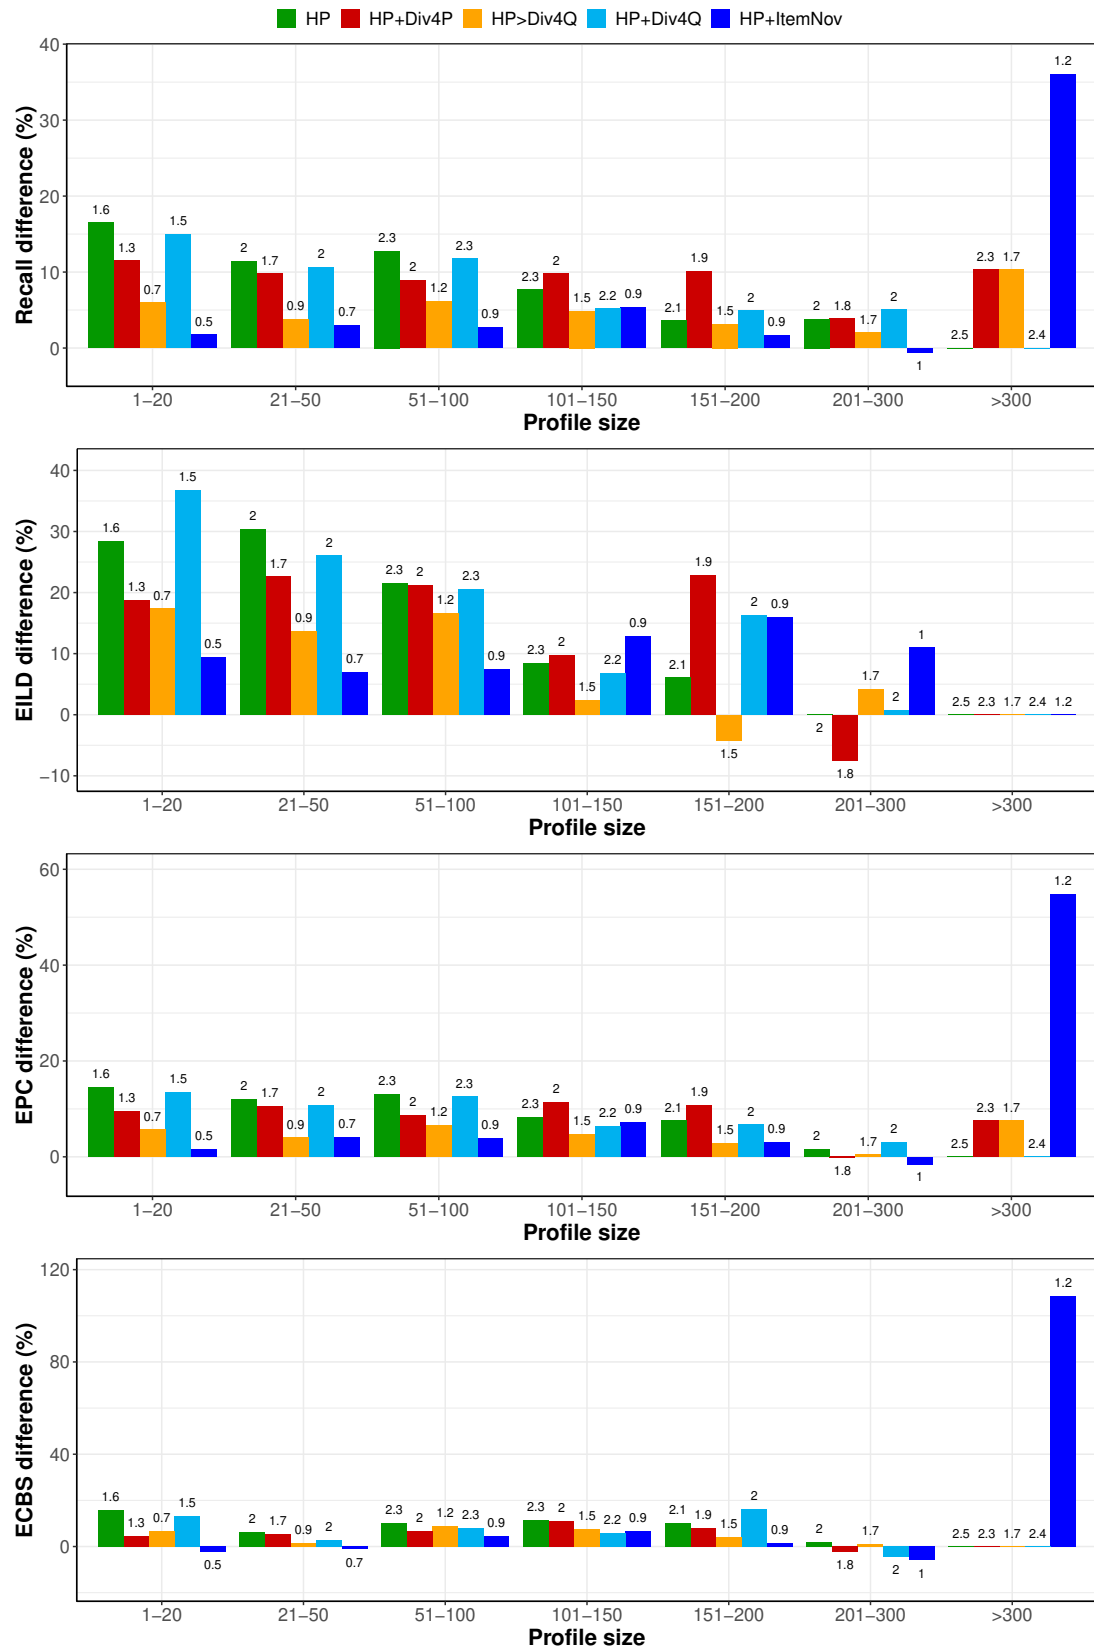 HP HP+Div4P HP>Div4Q HP+Div4Q HP+ItemNov
Recall difference (%)
40
30
20
10
0
1.6 1.3 0.7 1.5 0.5
2 1.7 0.9 2 0.7
2.3 2 1.2 2.3 0.9
2.3 2 1.5 2.2 0.9
2.1 1.9 1.5 2 0.9
2 1.8 1.7 2 1
2.5 2.3 1.7 2.4 1.2
1−20 21−50 51−100 101−150 151−200 201−300 >300
Profile size
EILD difference (%)
40
30
20
10
0
−10
1.6 1.3 0.7 1.5 0.5
2 1.7 0.9 2 0.7
2.3 2 1.2 2.3 0.9
2.3 2 1.5 2.2 0.9
2.1 1.9 1.5 2 0.9
2 1.8 1.7 2 1
2.5 2.3 1.7 2.4 1.2
1−20 21−50 51−100 101−150 151−200 201−300 >300
Profile size
EPC difference (%)
60
40
20
0
1.6 1.3 0.7 1.5 0.5
2 1.7 0.9 2 0.7
2.3 2 1.2 2.3 0.9
2.3 2 1.5 2.2 0.9
2.1 1.9 1.5 2 0.9
2 1.8 1.7 2 1
2.5 2.3 1.7 2.4 1.2
1−20 21−50 51−100 101−150 151−200 201−300 >300
Profile size
ECBS difference (%)
120
80
40
0
1.6 1.3 0.7 1.5 0.5
2 1.7 0.9 2 0.7
2.3 2 1.2 2.3 0.9
2.3 2 1.5 2.2 0.9
2.1 1.9 1.5 2 0.9
2 1.8 1.7 2 1
2.5 2.3 1.7 2.4 1.2
1−20 21−50 51−100 101−150 151−200 201−300 >300
Profile size